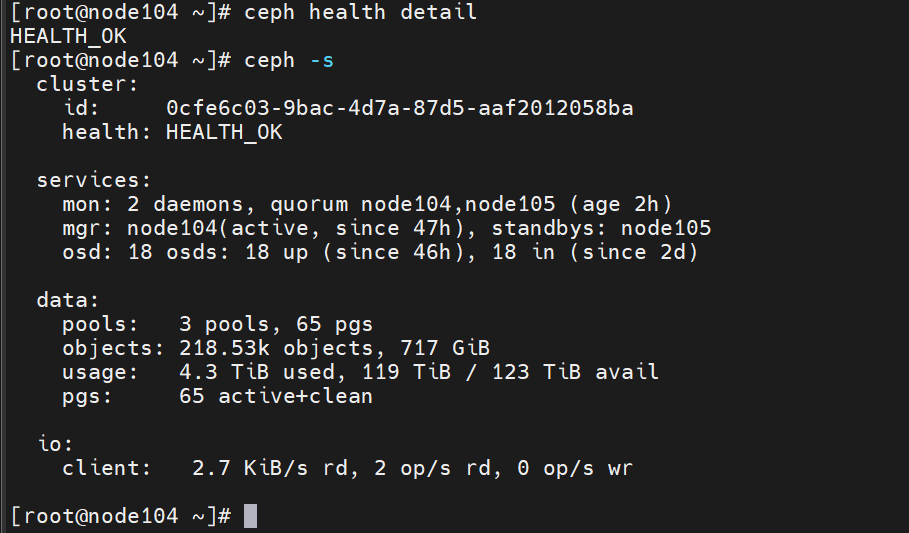 [root@node104 ~]# ceph health detail
HEALTH_OK
[root@node104 ~]# ceph -s
  cluster:
    id:     0cfe6c03-9bac-4d7a-87d5-aaf2012058ba
    health: HEALTH_OK

  services:
    mon: 2 daemons, quorum node104,node105 (age 2h)
    mgr: node104(active, since 47h), standbys: node105
    osd: 18 osds: 18 up (since 46h), 18 in (since 2d)

  data:
    pools:   3 pools, 65 pgs
    objects: 218.53k objects, 717 GiB
    usage:   4.3 TiB used, 119 TiB / 123 TiB avail
    pgs:     65 active+clean

  io:
    client:   2.7 KiB/s rd, 2 op/s rd, 0 op/s wr

[root@node104 ~]#